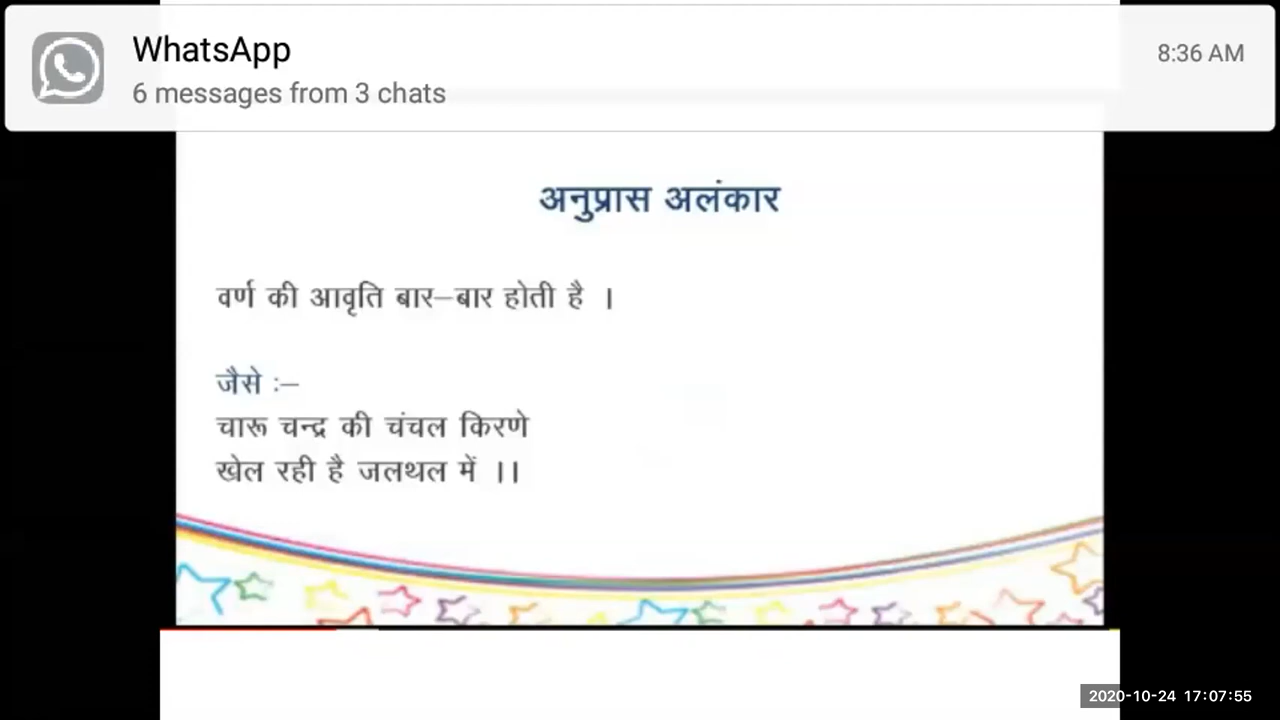 WhatsApp
8:36 AM
6 messages from 3 chats
अनुप्रास अलंकार
वर्ण की आवृति बार–बार होती है ।
जैसे :–
चारू चन्द्र की चंचल किरणे
खेल रही है जलथल में ।।
2020-10-24 17:07:55